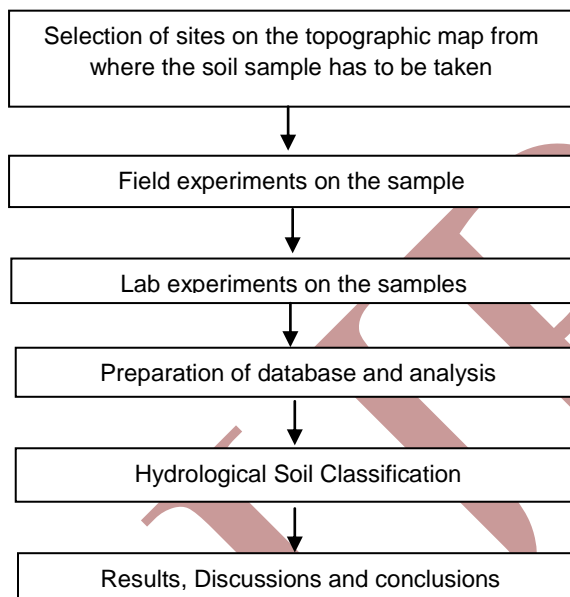 Selection of sites on the topographic map from
where the soil sample has to be taken
Field experiments on the sample
Lab experiments on the samples
Preparation of database and analysis
Hydrological Soil Classification
Results, Discussions and conclusions